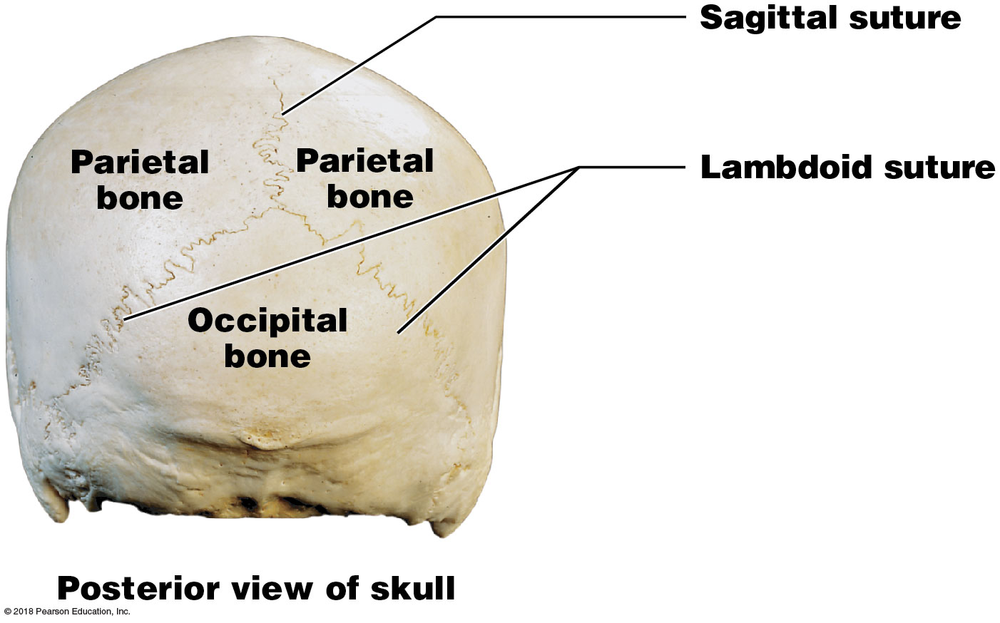 Sagittal suture
Parietal
bone
Parietal
bone
Lambdoid suture
Occipital
bone
Posterior view of skull
© 2018 Pearson Education, Inc.